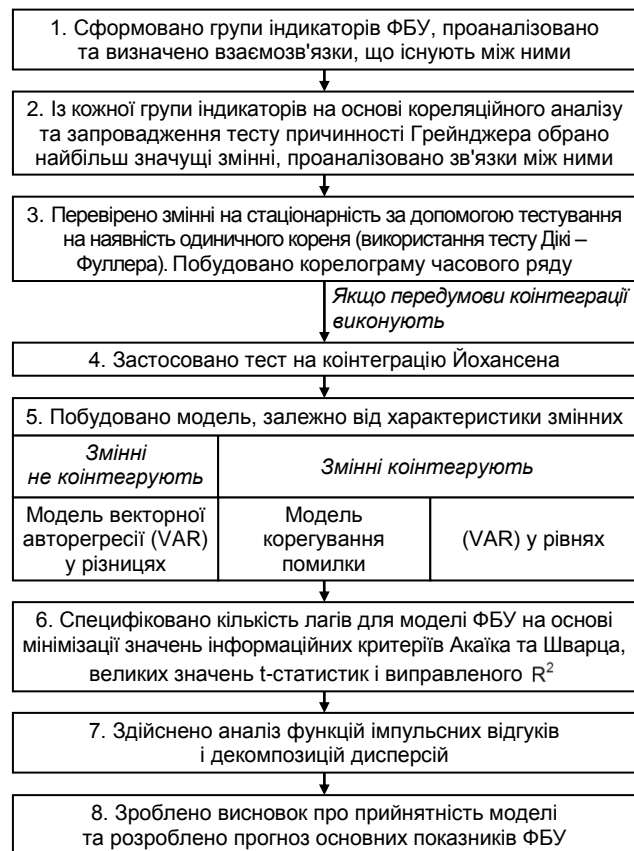 1. Сформовано групи індикаторів ФБУ, проаналізовано
та визначено взаємозв'язки, що існують між ними
2. Із кожної групи індикаторів на основі кореляційного аналізу
та запровадження тесту причинності Грейнджера обрано
найбільш значущі змінні, проаналізовано зв'язки між ними
3. Перевірено змінні на стаціонарність за допомогою тестування
на наявність одиничного кореня (використання тесту Дікі –
Фуллера). Побудовано корелограму часового ряду
Якщо передумови коінтеграції
виконують
4. Застосовано тест на коінтеграцію Йохансена
5. Побудовано модель, залежно від характеристики змінних
Змінні
не коінтегрують
Змінні коінтегрують
Модель векторної
авторегресії (VAR)
у різницях
Модель
корегування
помилки
(VAR) у рівнях
6. Специфіковано кількість лагів для моделі ФБУ на основі
мінімізації значень інформаційних критеріїв Акаїка та Шварца,
великих значень t-статистик і виправленого R²
7. Здійснено аналіз функцій імпульсних відгуків
і декомпозицій дисперсій
8. Зроблено висновок про прийнятність моделі
та розроблено прогноз основних показників ФБУ